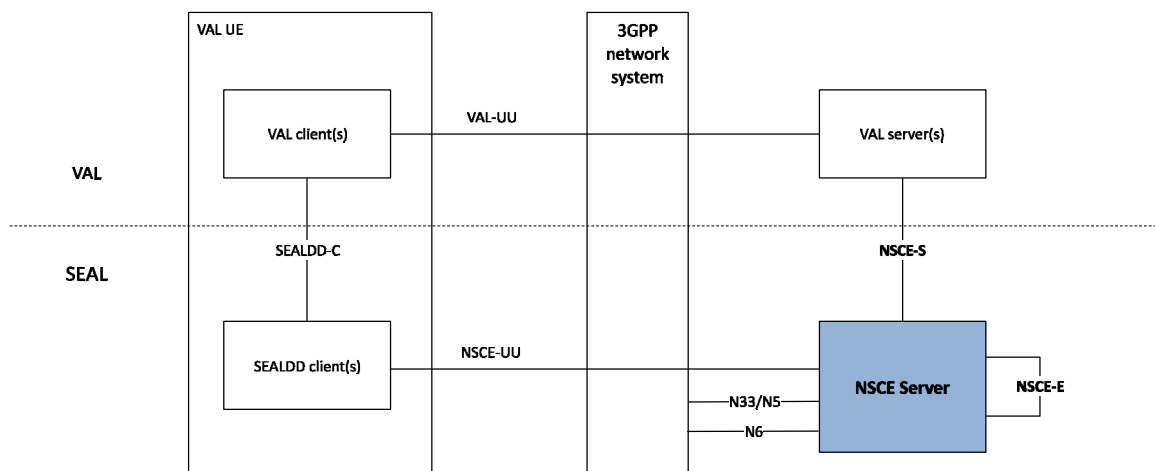 VAL UE
3GPP
network
system
VAL client(s)
VAL-UU
VAL server(s)
VAL
SEALDD-C
NSCE-S
SEAL
SEALDD client(s)
NSCE-UU
NSCE Server
NSCE-E
N33/N5
N6